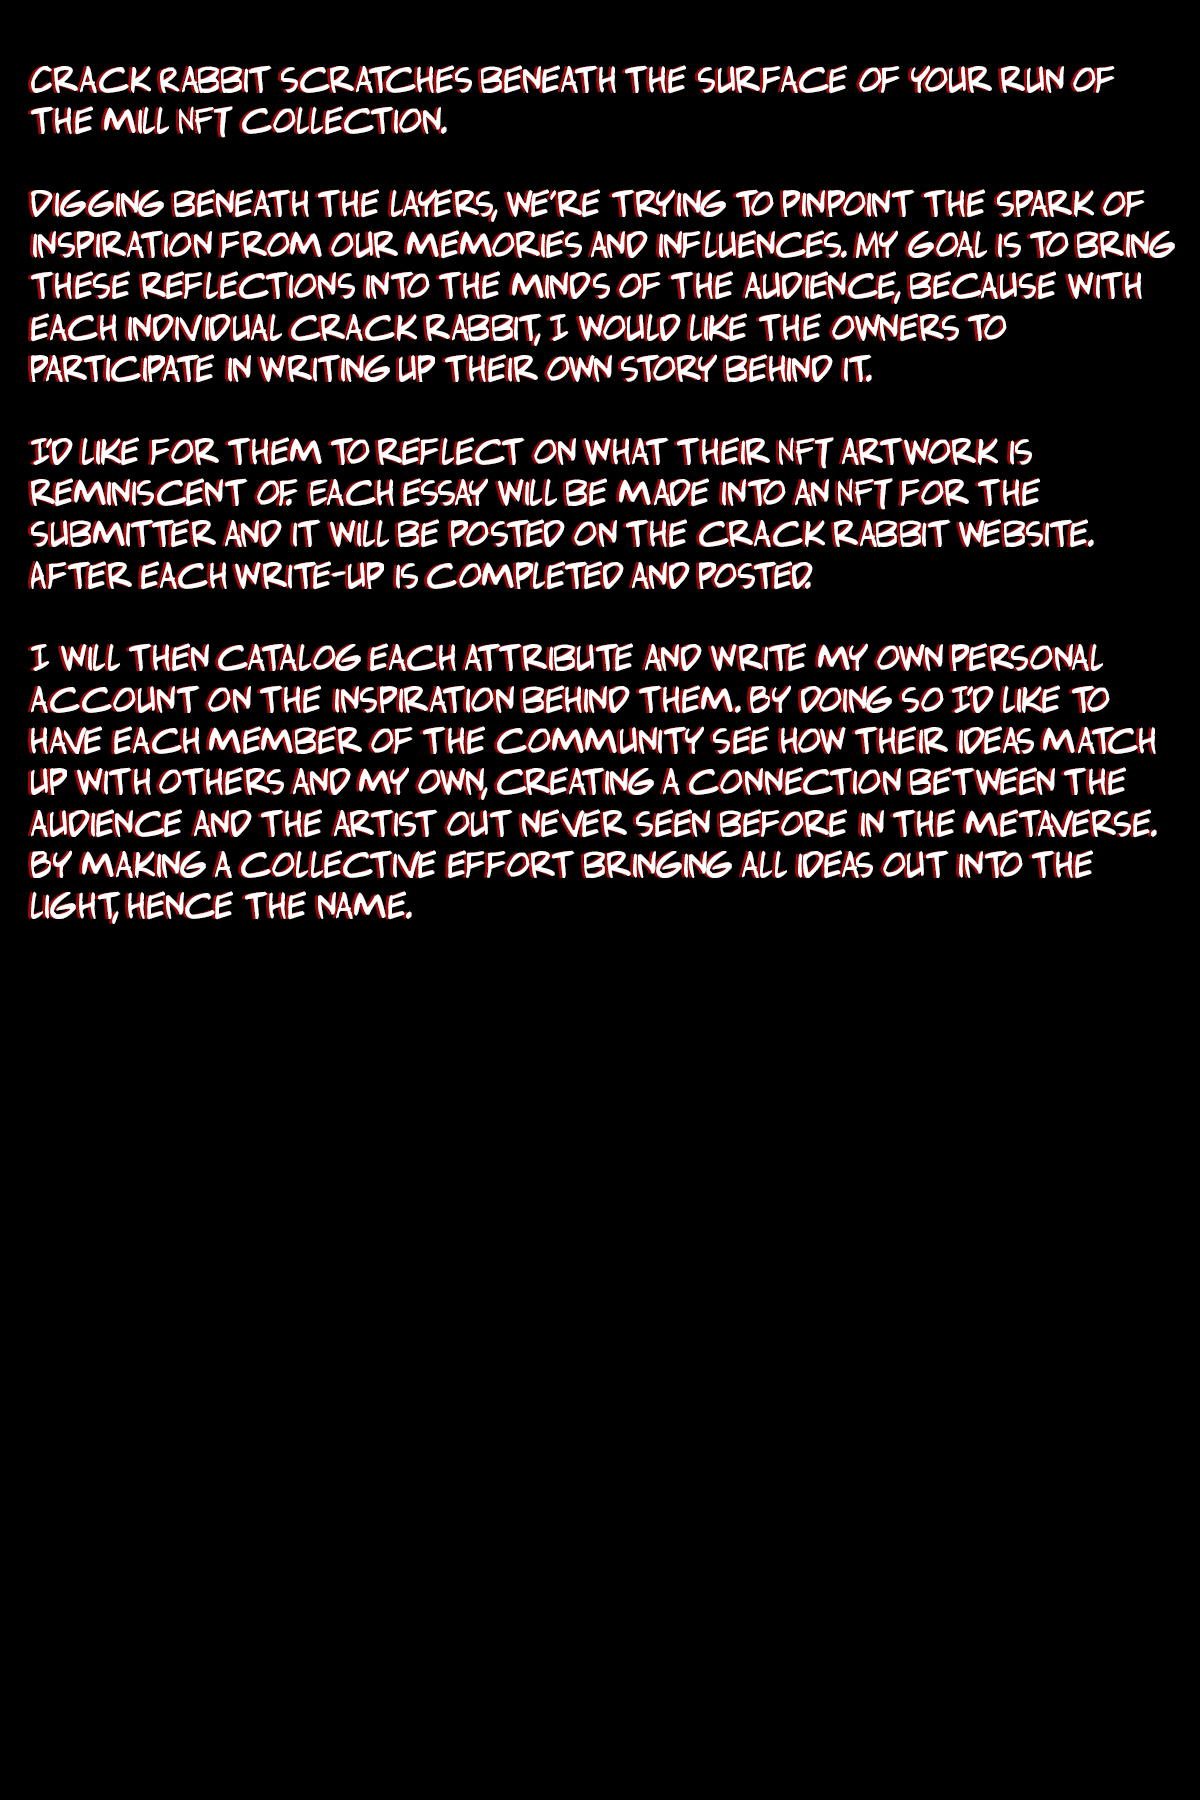 CRACK RABBIT SCRATCHES BENEATH THE SURFACE OF YOUR RUN OF
THE MILL NFT COLLECTION.
DIGGING BENEATH THE LAYERS, WE'RE TRYING TO PINPOINT THE SPARK OF
INSPIRATION FROM OUR MEMORIES AND INFLUENCES. MY GOAL IS TO BRING
THESE REFLECTIONS INTO THE MINDS OF THE AUDIENCE, BECAUSE WITH
EACH INDIVIDUAL CRACK RABBIT, I WOULD LIKE THE OWNERS TO
PARTICIPATE IN WRITING UP THEIR OWN STORY BEHIND IT.
I'D LIKE FOR THEM TO REFLECT ON WHAT THEIR NFT ARTWORK IS
REMINISCENT OF. EACH ESSAY WILL BE MADE INTO AN NFT FOR THE
SUBMITTER AND IT WILL BE POSTED ON THE CRACK RABBIT WEBSITE.
AFTER EACH WRITE-UP IS COMPLETED AND POSTED.
I WILL THEN CATALOG EACH ATTRIBUTE AND WRITE MY OWN PERSONAL
ACCOUNT ON THE INSPIRATION BEHIND THEM. BY DOING SO I'D LIKE TO
HAVE EACH MEMBER OF THE COMMUNITY SEE HOW THEIR IDEAS MATCH
UP WITH OTHERS AND MY OWN, CREATING A CONNECTION BETWEEN THE
AUDIENCE AND THE ARTIST OUT NEVER SEEN BEFORE IN THE METAVERSE.
BY MAKING A COLLECTIVE EFFORT BRINGING ALL IDEAS OUT INTO THE
LIGHT, HENCE THE NAME.